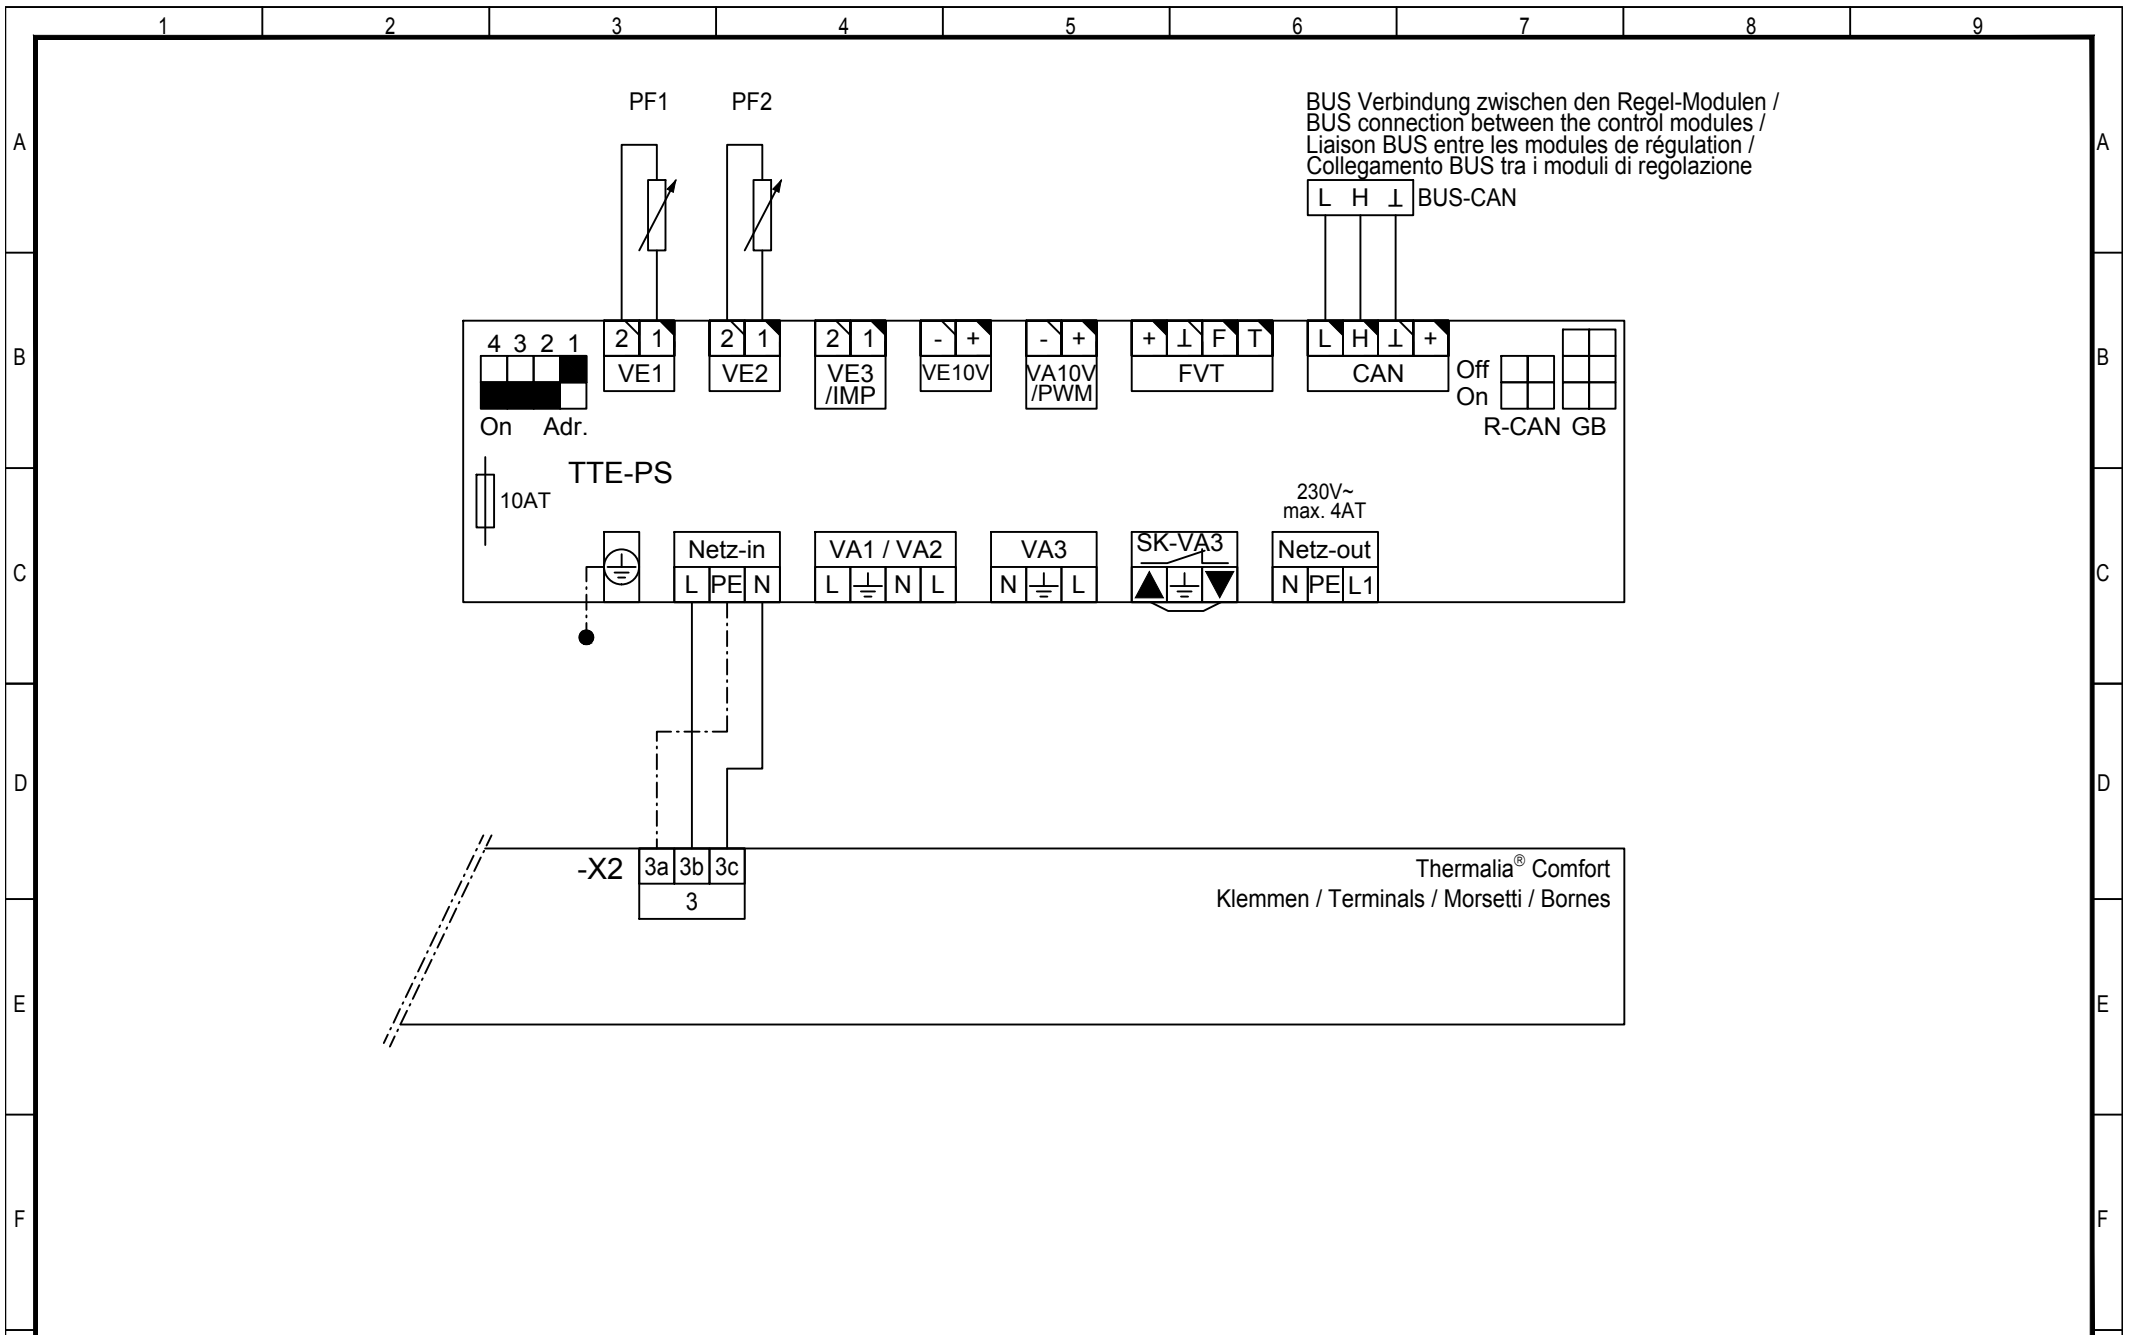 1 2 3 4 5 6 7 8 9
PF1 PF2
BUS Verbindung zwischen den Regel-Modulen /
BUS connection between the control modules /
Liaison BUS entre les modules de régulation /
Collegamento BUS tra i moduli di regolazione
A A
L H ⊥ BUS-CAN
4 3 2 1
2 1 2 1 2 1 - + - + + ⊥ F T L H ⊥ +
B B
VE1 VE2 VE3 VE10V VA10V FVT CAN Off
/IMP /PWM On
On Adr. R-CAN GB
TTE-PS
10AT
230V~
max. 4AT
Netz-in VA1 / VA2 VA3 SK-VA3 Netz-out
C C
L PE N L N L N L N PE L1
D D
-X2 3a 3b 3c Thermalia® Comfort
3 Klemmen / Terminals / Morsetti / Bornes
E E
F F